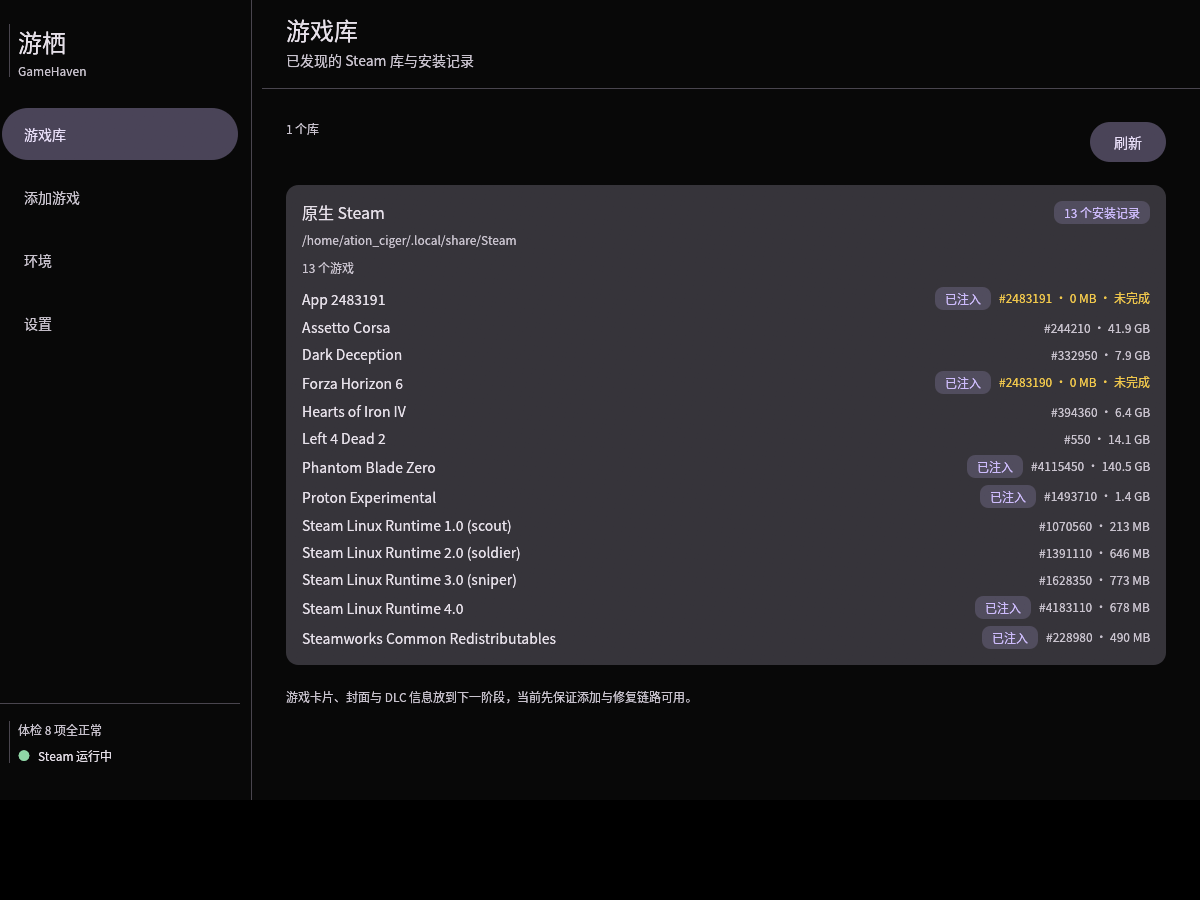 游栖
GameHaven
游戏库
添加游戏
环境
设置
体检 8 项全正常
Steam 运行中
游戏库
已发现的 Steam 库与安装记录
1 个库
刷新
原生 Steam
13 个安装记录
/home/ation_ciger/.local/share/Steam
13 个游戏
App 2483191 已注入 #2483191 · 0 MB · 未完成
Assetto Corsa #244210 · 41.9 GB
Dark Deception #332950 · 7.9 GB
Forza Horizon 6 已注入 #2483190 · 0 MB · 未完成
Hearts of Iron IV #394360 · 6.4 GB
Left 4 Dead 2 #550 · 14.1 GB
Phantom Blade Zero 已注入 #4115450 · 140.5 GB
Proton Experimental 已注入 #1493710 · 1.4 GB
Steam Linux Runtime 1.0 (scout) #1070560 · 213 MB
Steam Linux Runtime 2.0 (soldier) #1391110 · 646 MB
Steam Linux Runtime 3.0 (sniper) #1628350 · 773 MB
Steam Linux Runtime 4.0 已注入 #4183110 · 678 MB
Steamworks Common Redistributables 已注入 #228980 · 490 MB
游戏卡片、封面与 DLC 信息放到下一阶段，当前先保证添加与修复链路可用。